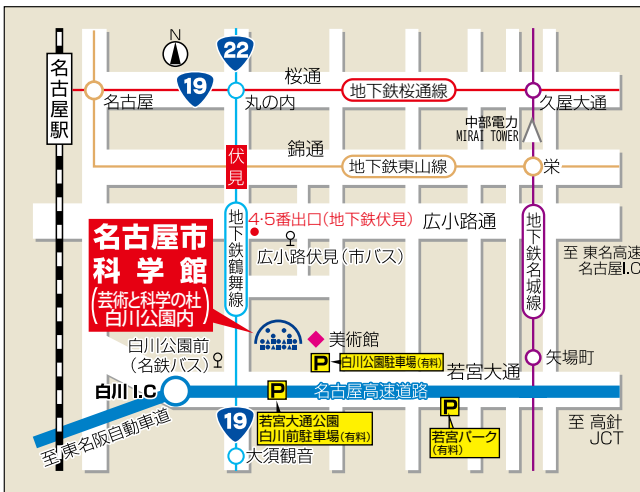 N
22
19
桜通
名古屋駅
名古屋
丸の内
地下鉄桜通線
久屋大通
中部電力
MIRAI TOWER
錦通
伏見
地下鉄東山線
栄
4・5番出口(地下鉄伏見)
広小路通
名古屋市
科学館
(芸術と科学の杜
白川公園内)
地下鉄鶴舞線
広小路伏見(市バス)
地下鉄名城線
至 東名高速
名古屋I.C
美術館
白川公園前
(名鉄バス)
P
白川公園駐車場(有料)
若宮大通
矢場町
白川 I.C
P
名古屋高速道路
P
至 東名阪自動車道
19
若宮大通公園
白川前駐車場(有料)
若宮パーク
(有料)
至 高針
JCT
大須観音